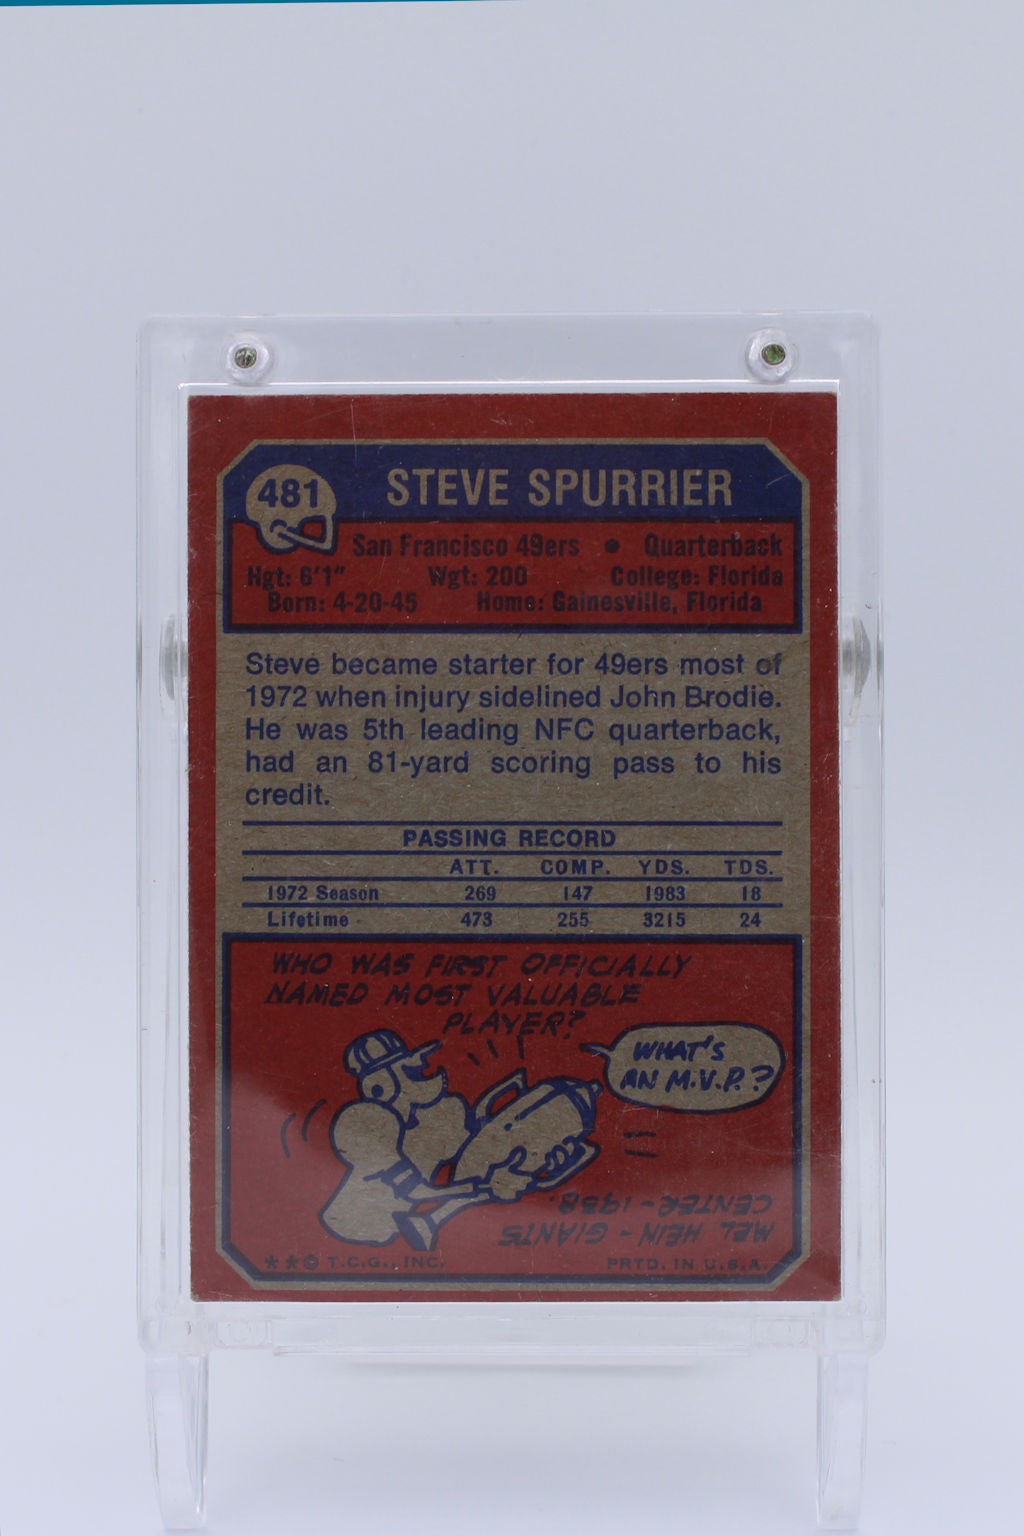 481
STEVE SPURRIER
San Francisco 49ers • Quarterback
Hgt: 6'1" Wgt: 200 College: Florida
Born: 4-20-45 Home: Gainesville, Florida
Steve became starter for 49ers most of
1972 when injury sidelined John Brodie.
He was 5th leading NFC quarterback,
had an 81-yard scoring pass to his
credit.
PASSING RECORD
ATT. COMP. YDS. TDS.
1972 Season 269 147 1983 18
Lifetime 473 255 3215 24
WHO WAS FIRST OFFICIALLY
NAMED MOST VALUABLE
PLAYER?
WHAT'S
AN M.V.P.?
MEL HEIN - GIANTS
CENTER - 1938.
**© T.C.G., INC. PRTD. IN U.S.A.